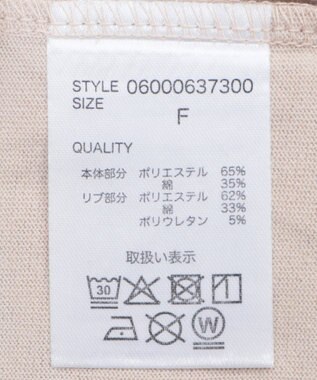 STYLE 06000637300
SIZE
F
QUALITY
本体部分 ポリエステル 65%
綿 35%
リブ部分 ポリエステル 62%
綿 33%
ポリウレタン 5%
取扱い表示
30
W